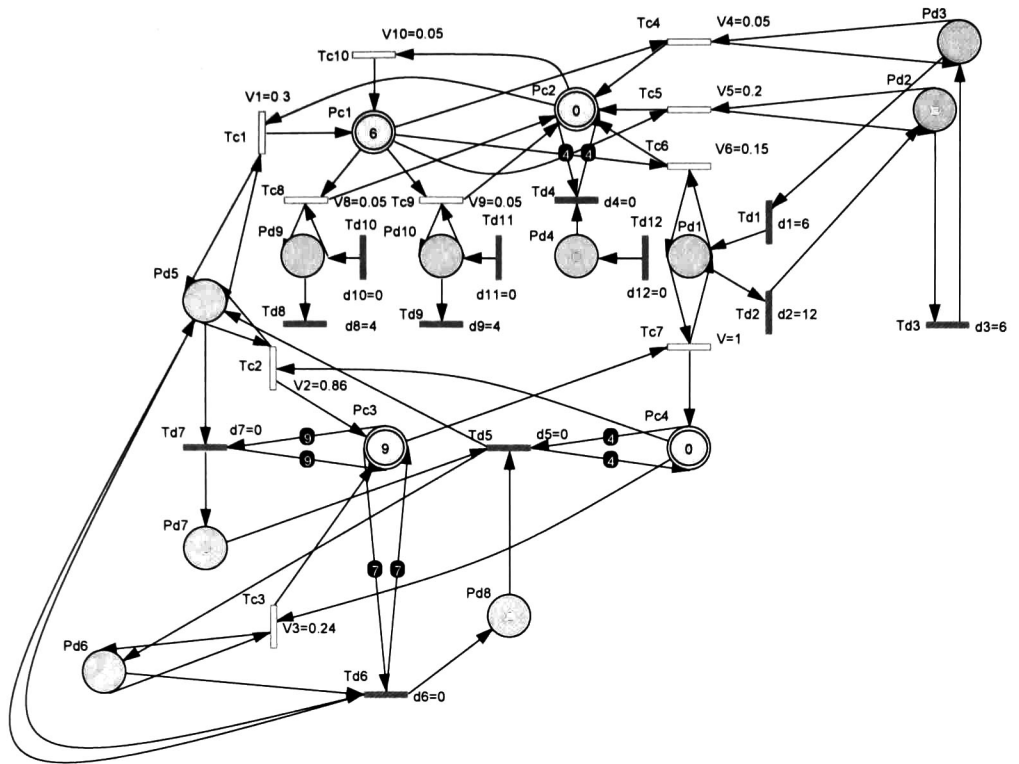 Pd3
Tc4 V4=0.05
V10=0.05
Tc10
Pd2
Pc2
Tc5 V5=0.2
V1=0 3
Pc1
0
6
Tc1
4 4
Tc6
V6=0.15
Tc8
V8=0.05
Tc9
V9=0.05
Td4 d4=0
Pd9
Td10
Pd10
Td11
Pd4
Td12
Pd1
Td1 d1=6
Pd5
d10=0
d11=0
d12=0
Td8 d8=4
Td9 d9=4
Td2 d2=12
Td3 d3=6
Tc7 V=1
Tc2
V2=0.86
Pc3
Pc4
Td7 d7=0
9
9
9
Td5 d5=0
4
4
0
Pd7
7 7
Tc3
V3=0.24
Pd8
Pd6
Td6
d6=0